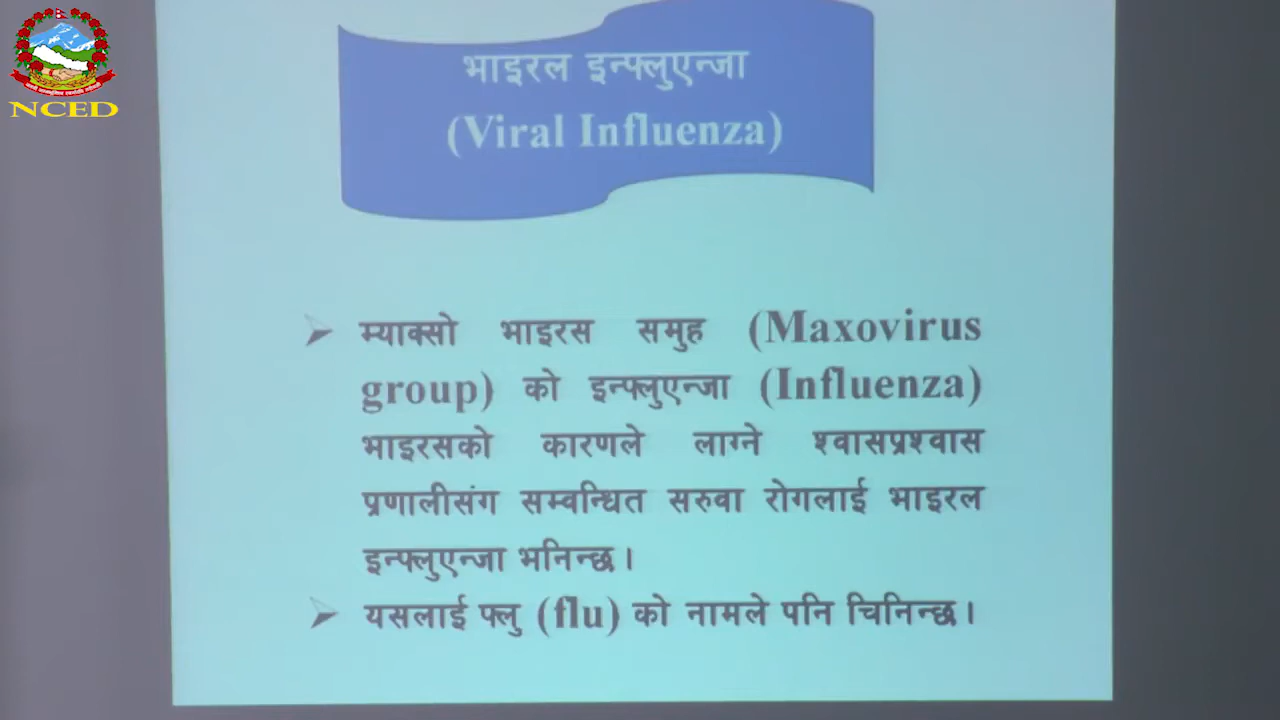 NCED
भाइरल इन्फ्लुएन्जा
(Viral Influenza)
म्याक्सो भाइरस समुह (Maxovirus
group) को इन्फ्लुएन्जा (Influenza)
भाइरसको कारणले लाग्ने श्वासप्रश्वास
प्रणालीसंग सम्वन्धित सरुवा रोगलाई भाइरल
इन्फ्लुएन्जा भनिन्छ ।
यसलाई फ्लु (flu) को नामले पनि चिनिन्छ ।